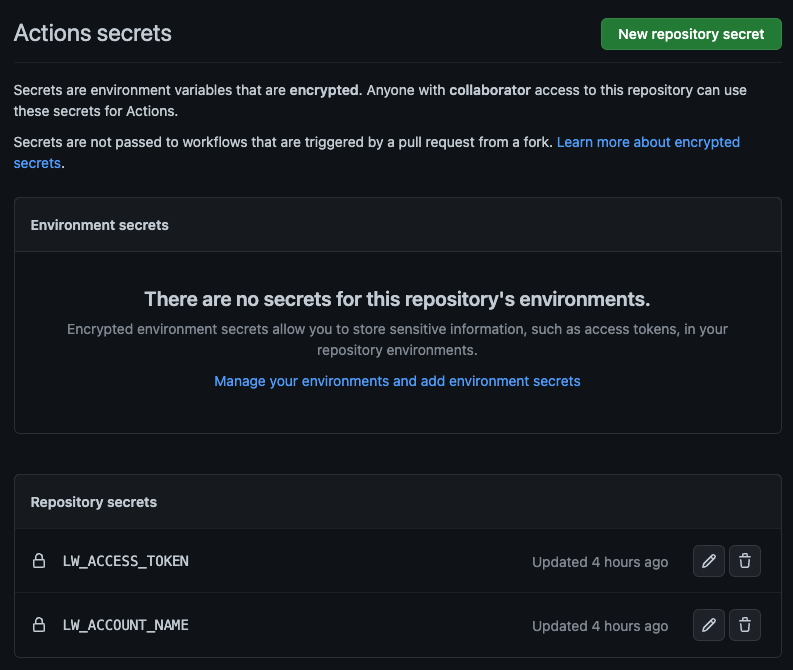 Actions secrets
New repository secret
Secrets are environment variables that are encrypted. Anyone with collaborator access to this repository can use
these secrets for Actions.
Secrets are not passed to workflows that are triggered by a pull request from a fork. Learn more about encrypted
secrets.
Environment secrets
There are no secrets for this repository's environments.
Encrypted environment secrets allow you to store sensitive information, such as access tokens, in your
repository environments.
Manage your environments and add environment secrets
Repository secrets
LW_ACCESS_TOKEN Updated 4 hours ago
LW_ACCOUNT_NAME Updated 4 hours ago